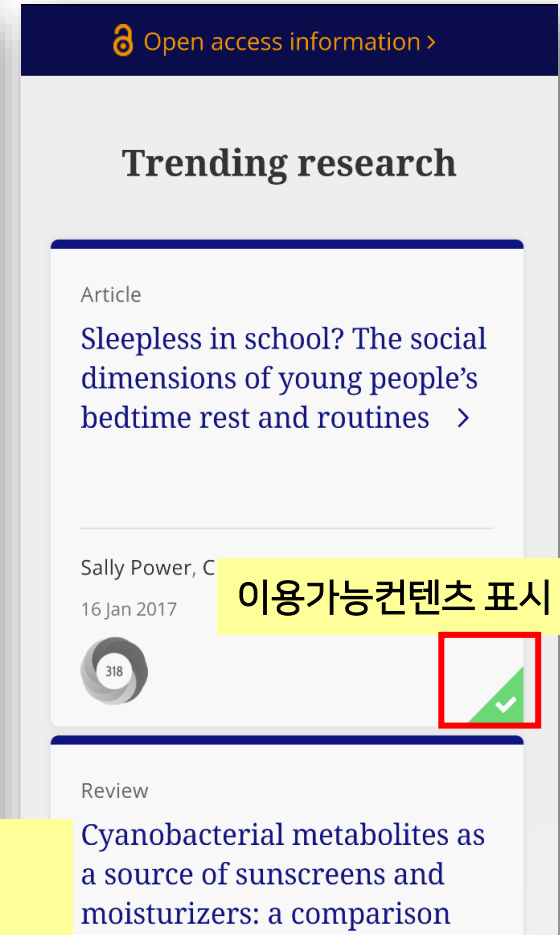 Open access information >
Trending research
Article
Sleepless in school? The social
dimensions of young people’s
bedtime rest and routines >
Sally Power, C
이용가능컨텐츠 표시
16 Jan 2017
318
Review
Cyanobacterial metabolites as
a source of sunscreens and
moisturizers: a comparison